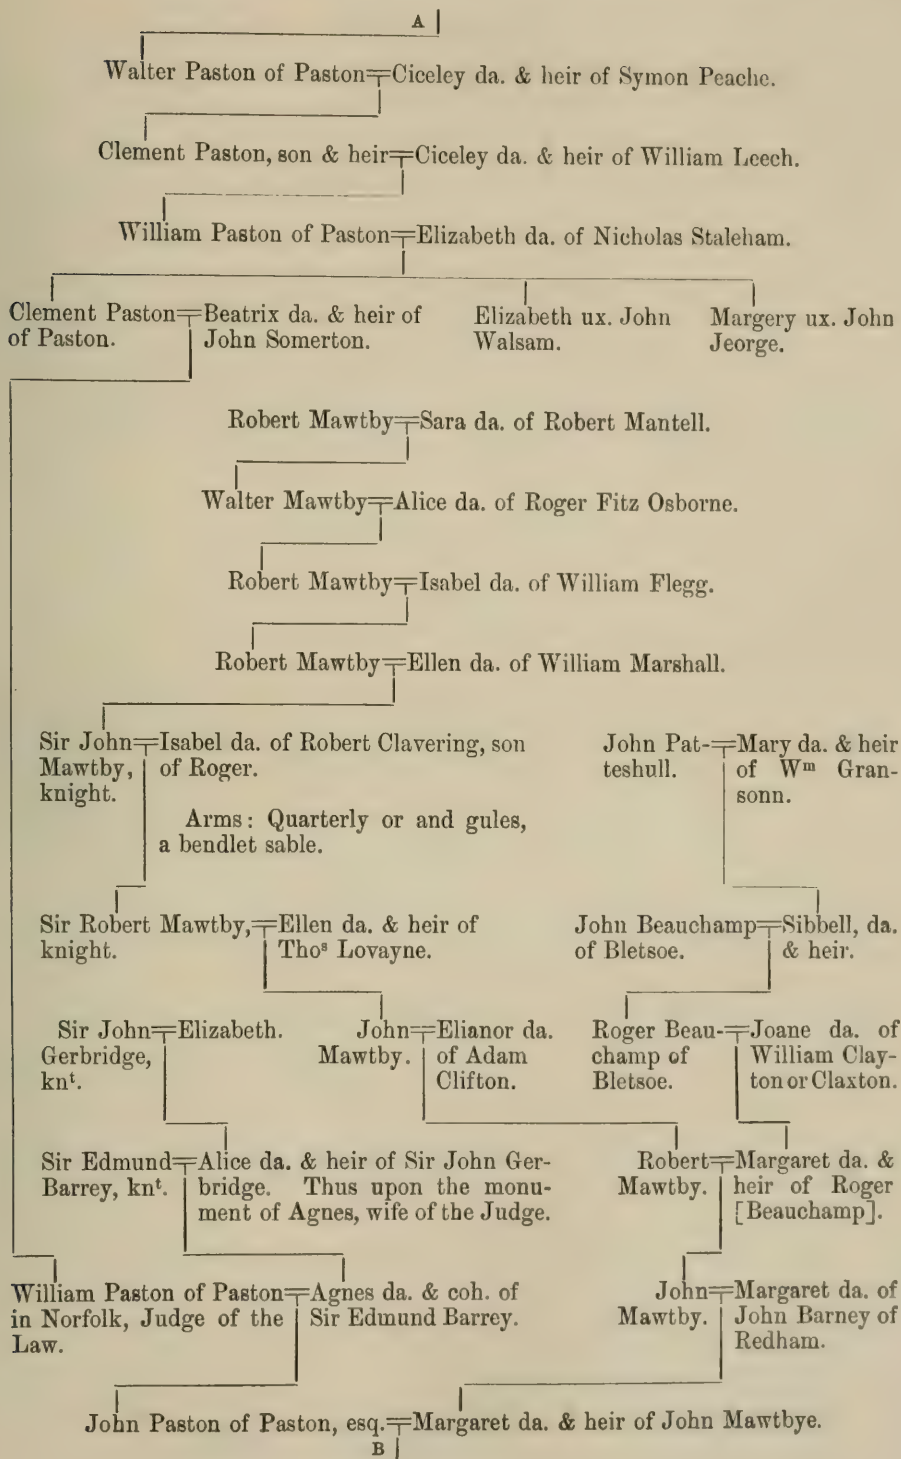 A
Walter Paston of Paston=Ciceley da. & heir of Symon Peache.
Clement Paston, son & heir=Ciceley da. & heir of William Leech.
William Paston of Paston=Elizabeth da. of Nicholas Staleham.
Clement Paston=Beatrix da. & heir of
of Paston. John Somerton.
Elizabeth ux. John
Walsam.
Margery ux. John
Jeorge.
Robert Mawtby=Sara da. of Robert Mantell.
Walter Mawtby=Alice da. of Roger Fitz Osborne.
Robert Mawtby=Isabel da. of William Flegg.
Robert Mawtby=Ellen da. of William Marshall.
Sir John=Isabel da. of Robert Clavering, son
Mawtby, of Roger.
knight.
Arms: Quarterly or and gules,
a bendlet sable.
John Pat-=Mary da. & heir
teshull. of Wm Gran-
sonn.
Sir Robert Mawtby,=Ellen da. & heir of
knight. Thos Lovayne.
John Beauchamp=Sibbell, da.
of Bletsoe. & heir.
Sir John=Elizabeth.
Gerbridge,
knt.
John=Elianor da.
Mawtby. of Adam
Clifton.
Roger Beau-=Joane da. of
champ of William Clay-
Bletsoe. ton or Claxton.
Sir Edmund=Alice da. & heir of Sir John Ger-
Barrey, knt. bridge. Thus upon the monu-
ment of Agnes, wife of the Judge.
Robert=Margaret da. &
Mawtby. heir of Roger
[Beauchamp].
William Paston of Paston=Agnes da. & coh. of
in Norfolk, Judge of the Sir Edmund Barrey.
Law.
John=Margaret da. of
Mawtby. John Barney of
Redham.
John Paston of Paston, esq.=Margaret da. & heir of John Mawtbye.
B